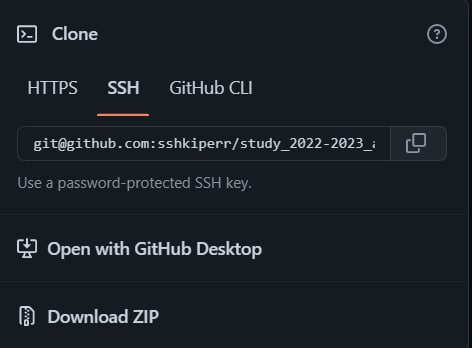 Clone
HTTPS SSH GitHub CLI
git@github.com:sshkiperr/study_2022-2023_a
Use a password-protected SSH key.
Open with GitHub Desktop
Download ZIP